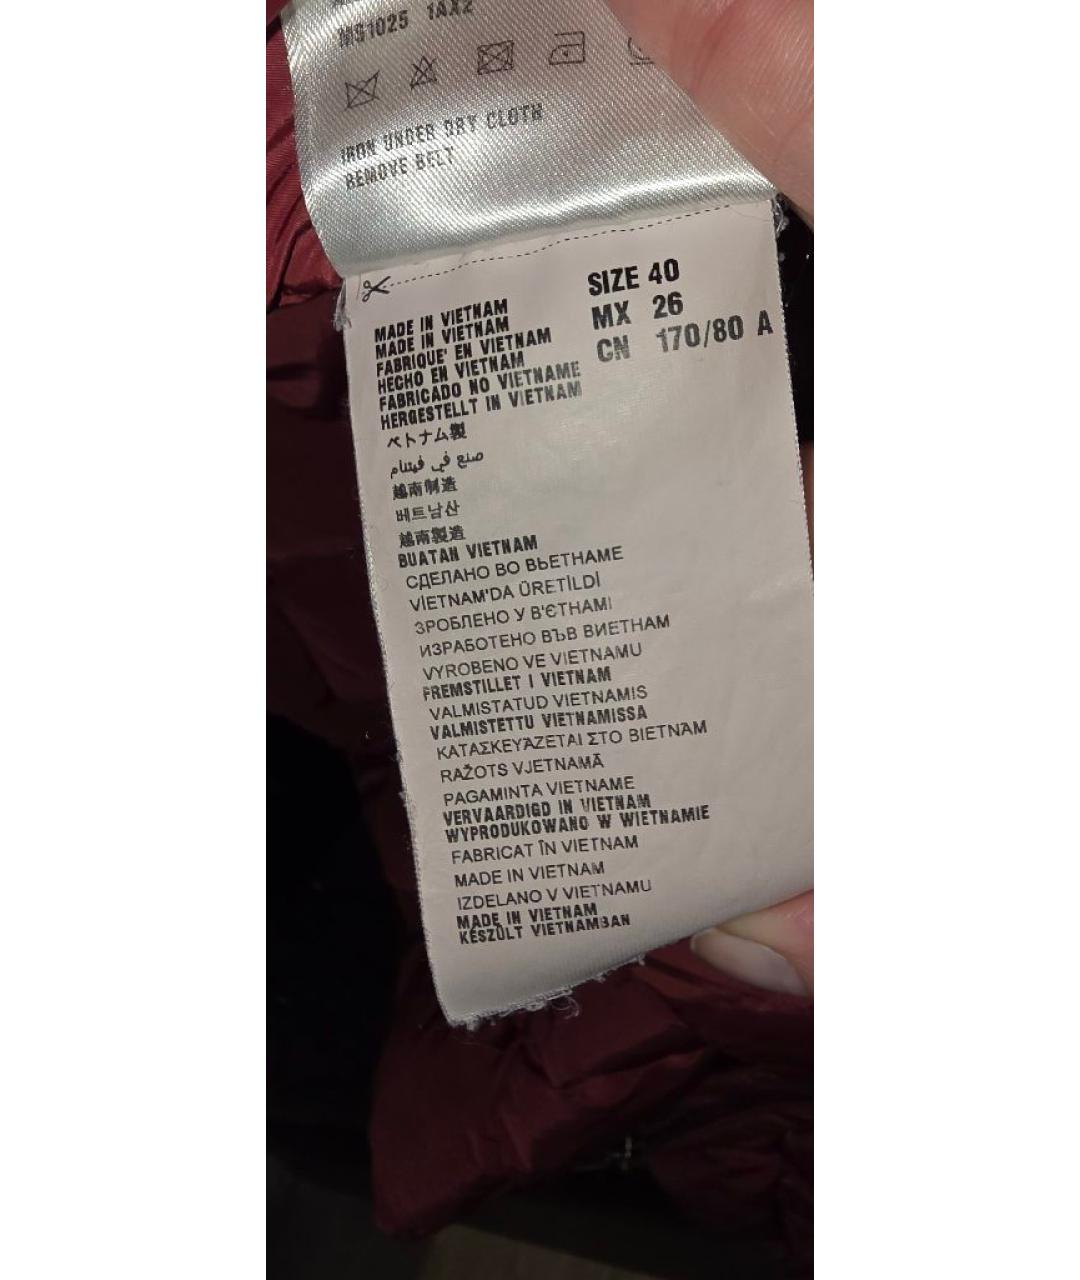 MS1025 1AX2
IRON UNDER DRY CLOTH
REMOVE BELT
SIZE 40
MX 26
CN 170/80 A
MADE IN VIETNAM
MADE IN VIETNAM
FABRIQUE' EN VIETNAM
HECHO EN VIETNAM
FABRICADO NO VIETNAME
HERGESTELLT IN VIETNAM
ベトナム製
صنع في فيتنام
越南制造
베트남산
越南製造
BUATAN VIETNAM
СДЕЛАНО ВО ВЬЕТНАМЕ
VİETNAM'DA ÜRETİLDİ
ЗРОБЛЕНО У В'ЄТНАМІ
ИЗРАБОТЕНО ВЪВ ВИЕТНАМ
VYROBENO VE VIETNAMU
FREMSTILLET I VIETNAM
VALMISTATUD VIETNAMIS
VALMISTETTU VIETNAMISSA
ΚΑΤΑΣΚΕΥΆΖΕΤΑΙ ΣΤΟ ΒΙΕΤΝΆΜ
RAŽOTS VJETNAMĀ
PAGAMINTA VIETNAME
VERVAARDIGD IN VIETNAM
WYPRODUKOWANO W WIETNAMIE
FABRICAT ÎN VIETNAM
MADE IN VIETNAM
IZDELANO V VIETNAMU
MADE IN VIETNAM
KÉSZÜLT VIETNAMBAN